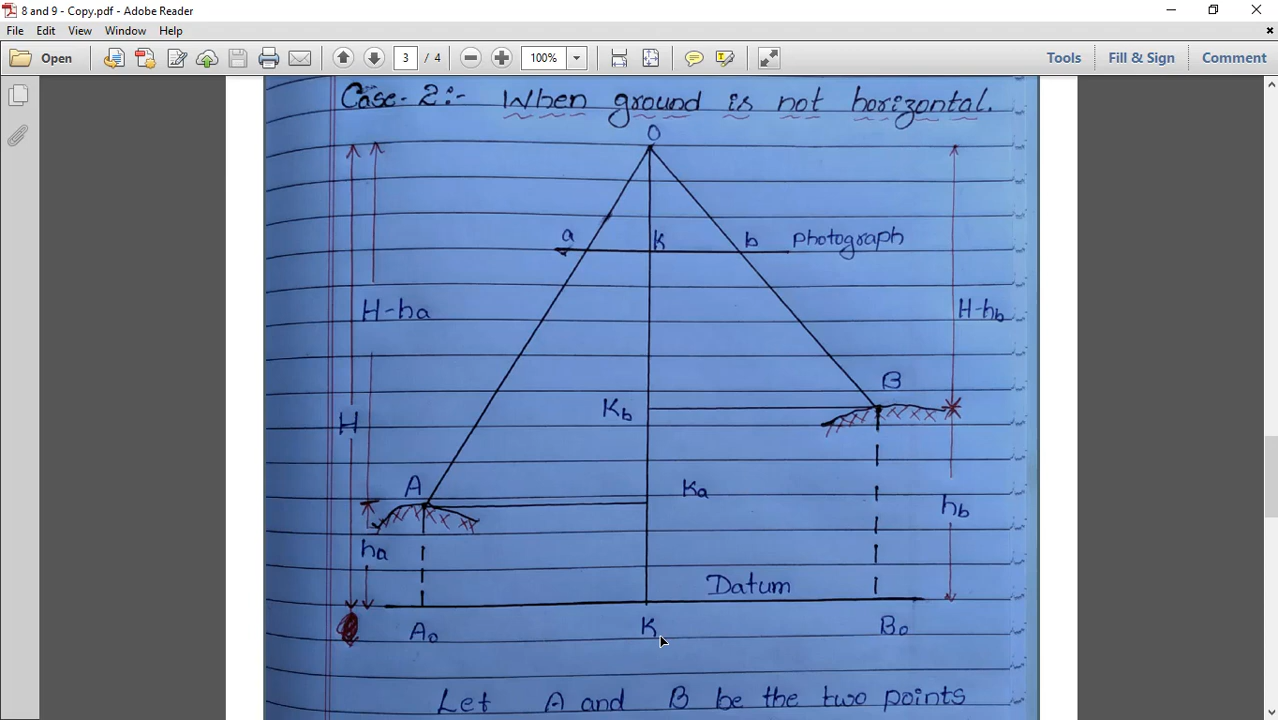 8 and 9 - Copy.pdf - Adobe Reader
File Edit View Window Help
Open 3 / 4 100% Tools Fill & Sign Comment
Case-2:- When ground is not horizontal.
O
a k b Photograph
H-ha H-hb
B
Kb
H
A Ka
hb
ha
Datum
A0 K B0
Let A and B be the two points